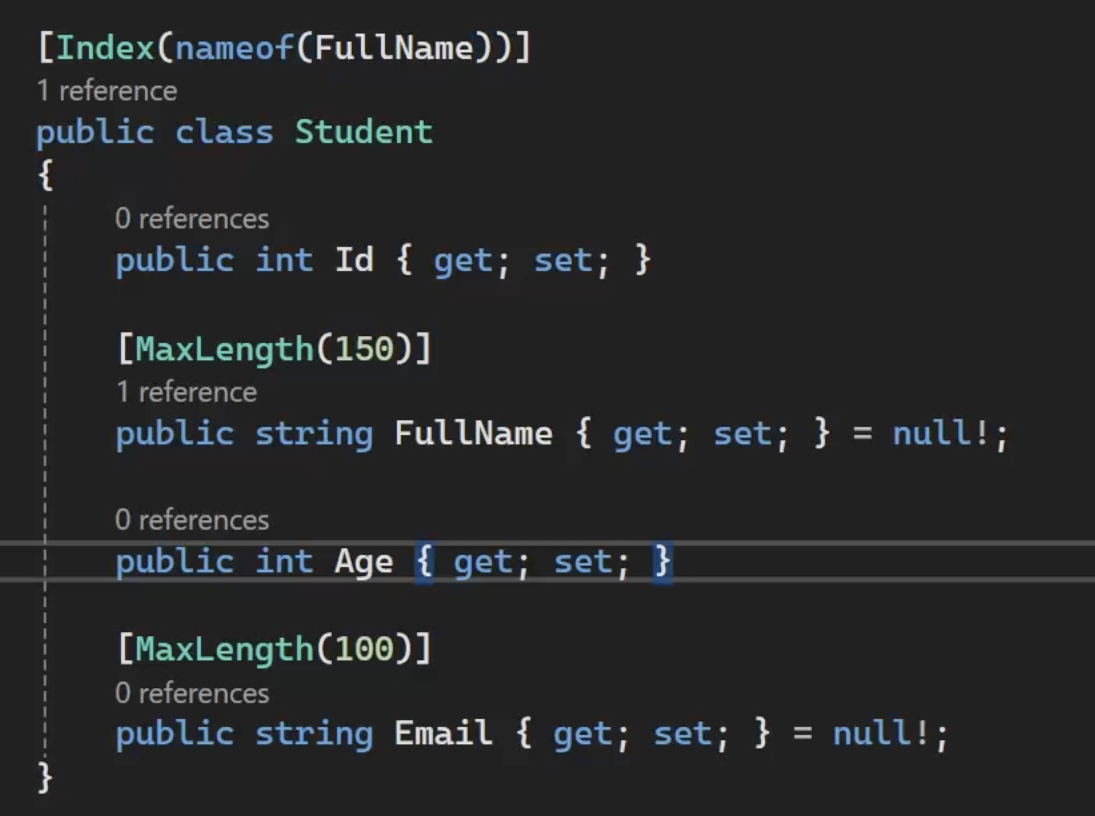 [Index(nameof(FullName))]
1 reference
public class Student
{
0 references
public int Id { get; set; }
[MaxLength(150)]
1 reference
public string FullName { get; set; } = null!;
0 references
public int Age { get; set; }
[MaxLength(100)]
0 references
public string Email { get; set; } = null!;
}